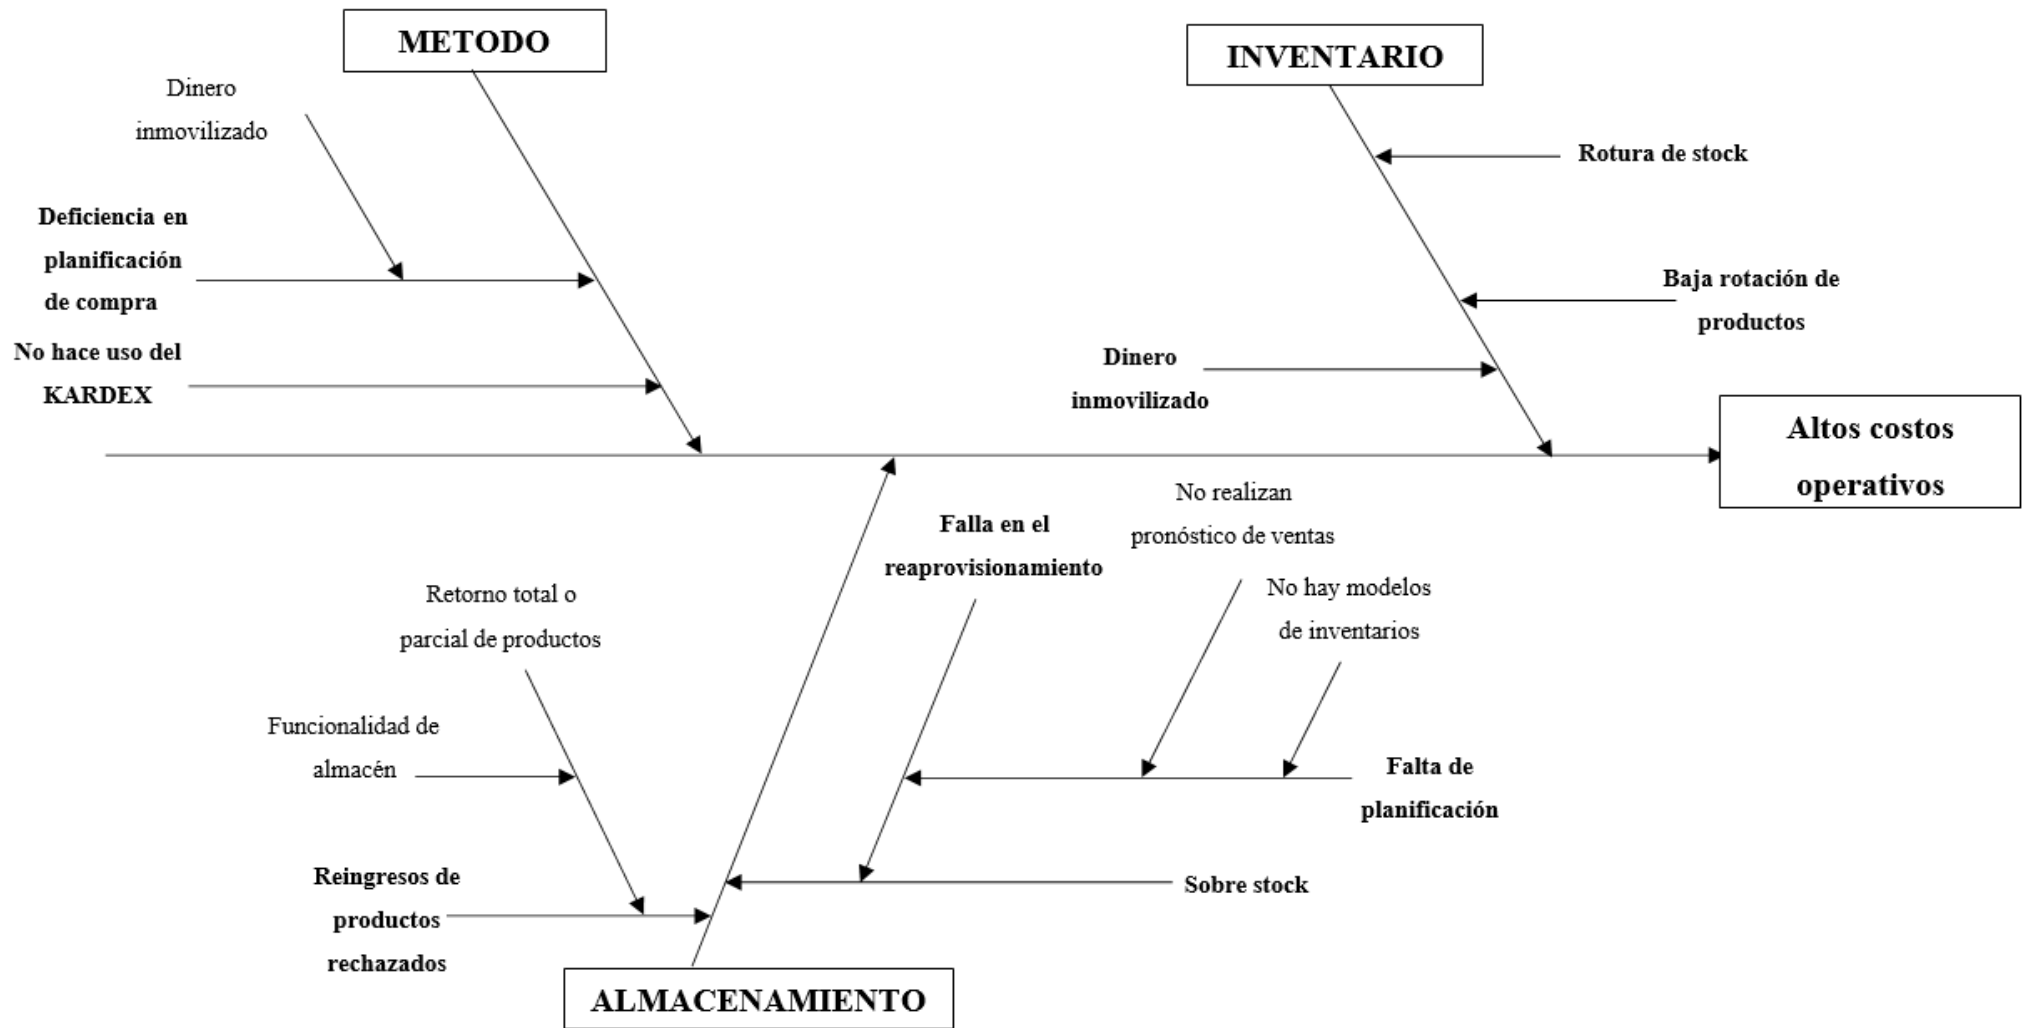 METODO
INVENTARIO
Dinero
inmovilizado
Rotura de stock
Deficiencia en
planificación
de compra
Baja rotación de
productos
No hace uso del
KARDEX
Dinero
inmovilizado
Altos costos
operativos
No realizan
pronóstico de ventas
Falla en el
reaprovisionamiento
No hay modelos
de inventarios
Retorno total o
parcial de productos
Funcionalidad de
almacén
Falta de
planificación
Reingresos de
productos
rechazados
Sobre stock
ALMACENAMIENTO